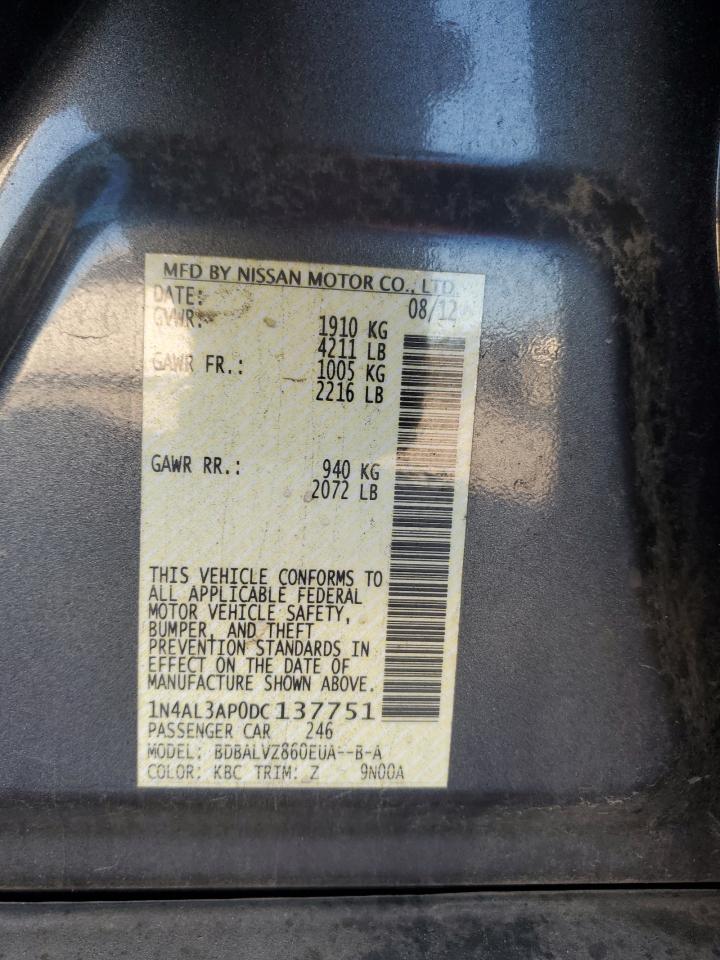 MFD BY NISSAN MOTOR CO., LTD.
DATE: 08/12
GVWR: 1910 KG
4211 LB
GAWR FR.: 1005 KG
2216 LB
GAWR RR.: 940 KG
2072 LB
THIS VEHICLE CONFORMS TO
ALL APPLICABLE FEDERAL
MOTOR VEHICLE SAFETY,
BUMPER, AND THEFT
PREVENTION STANDARDS IN
EFFECT ON THE DATE OF
MANUFACTURE SHOWN ABOVE.
1N4AL3AP0DC137751
PASSENGER CAR 246
MODEL: BDBALVZ860EUA--B-A
COLOR: KBC TRIM: Z 9N00A